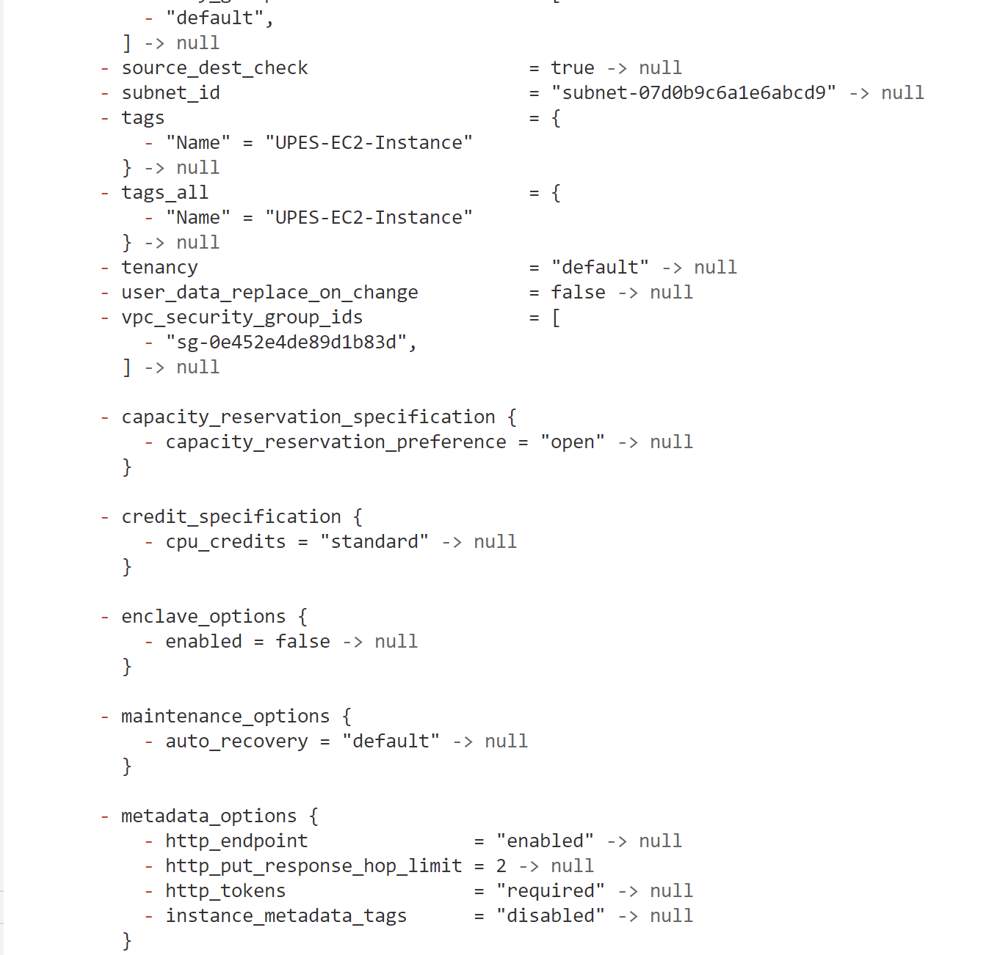 - "default",
] -> null
- source_dest_check = true -> null
- subnet_id = "subnet-07d0b9c6a1e6abcd9" -> null
- tags = {
- "Name" = "UPES-EC2-Instance"
} -> null
- tags_all = {
- "Name" = "UPES-EC2-Instance"
} -> null
- tenancy = "default" -> null
- user_data_replace_on_change = false -> null
- vpc_security_group_ids = [
- "sg-0e452e4de89d1b83d",
] -> null
- capacity_reservation_specification {
- capacity_reservation_preference = "open" -> null
}
- credit_specification {
- cpu_credits = "standard" -> null
}
- enclave_options {
- enabled = false -> null
}
- maintenance_options {
- auto_recovery = "default" -> null
}
- metadata_options {
- http_endpoint = "enabled" -> null
- http_put_response_hop_limit = 2 -> null
- http_tokens = "required" -> null
- instance_metadata_tags = "disabled" -> null
}